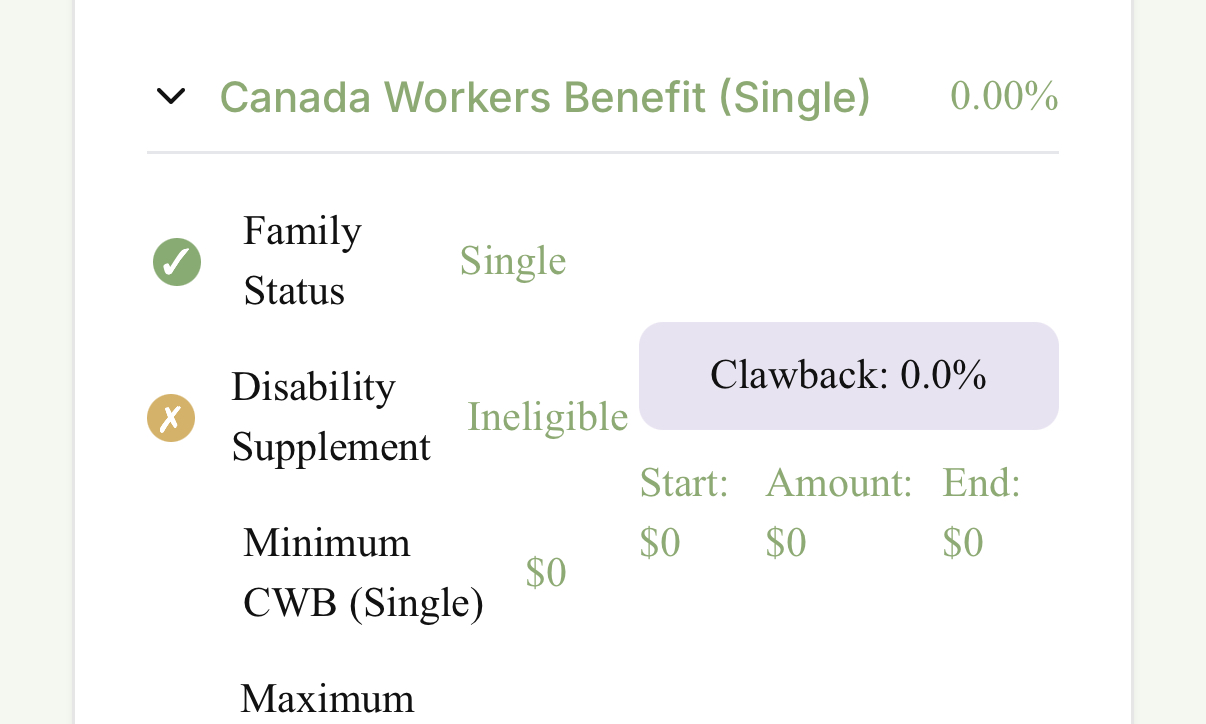 Canada Workers Benefit (Single) 0.00%
Family
Status
Single
Disability
Supplement
Ineligible
Minimum
CWB (Single)
$0
Maximum
Clawback: 0.0%
Start: Amount: End:
$0 $0 $0